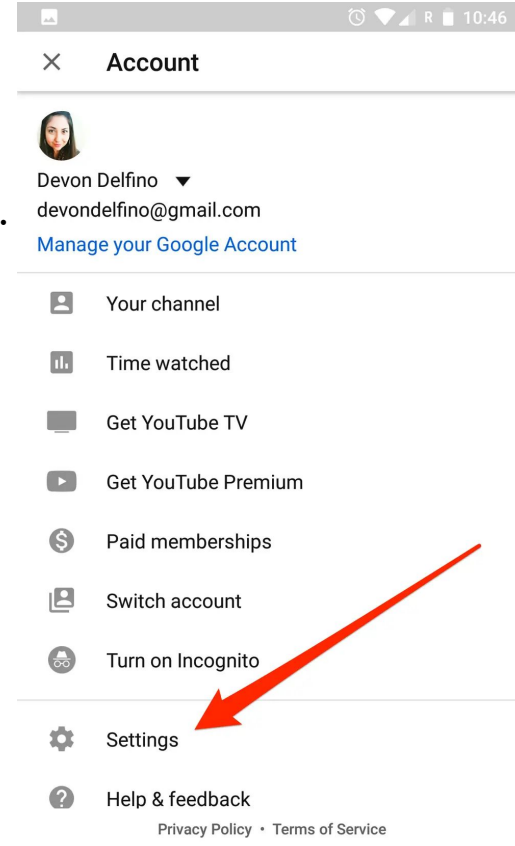 R 10:46
Account
Devon Delfino
devondelfino@gmail.com
Manage your Google Account
Your channel
Time watched
Get YouTube TV
Get YouTube Premium
Paid memberships
Switch account
Turn on Incognito
Settings
Help & feedback
Privacy Policy • Terms of Service